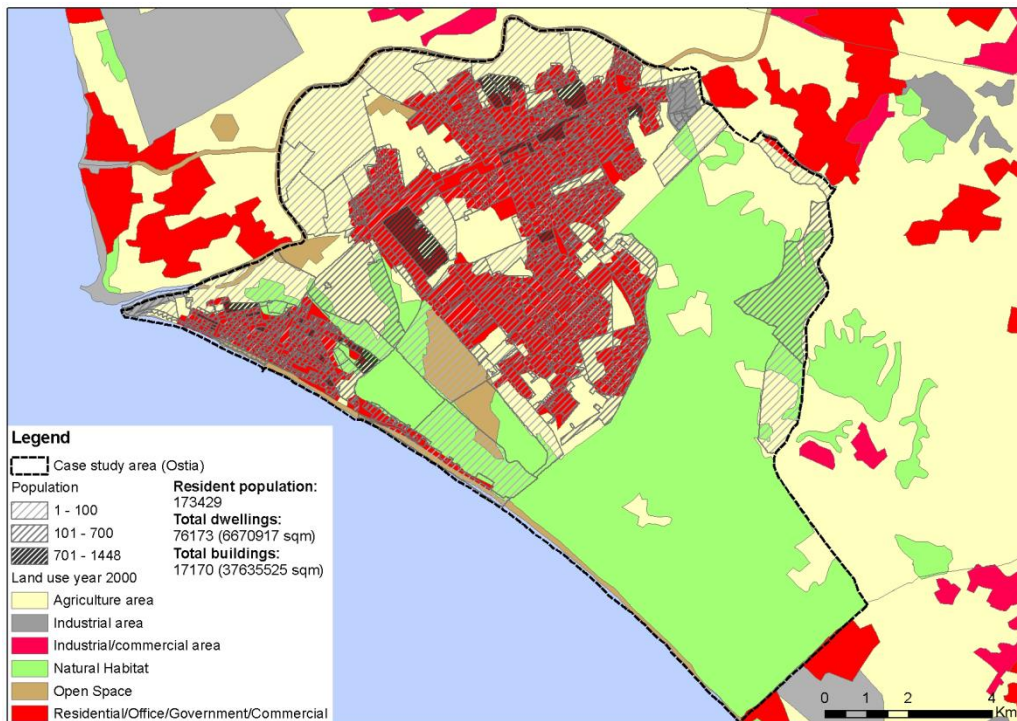 Legend
Case study area (Ostia)
Population
1 - 100
101 - 700
701 - 1448
Resident population:
173429
Total dwellings:
76173 (6670917 sqm)
Total buildings:
17170 (37635525 sqm)
Land use year 2000
Agriculture area
Industrial area
Industrial/commercial area
Natural Habitat
Open Space
Residential/Office/Government/Commercial
0 1 2 4
Km